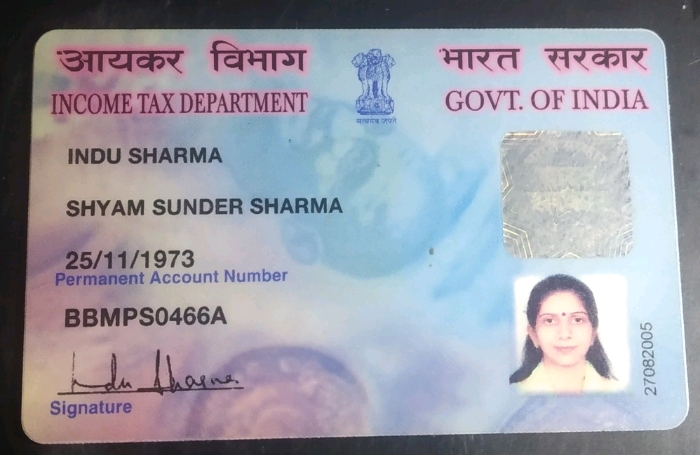 आयकर विभाग
भारत सरकार
INCOME TAX DEPARTMENT
GOVT. OF INDIA
सत्यमेव जयते
INDU SHARMA
SHYAM SUNDER SHARMA
25/11/1973
Permanent Account Number
BBMPS0466A
Indu Sharma
Signature
27082005